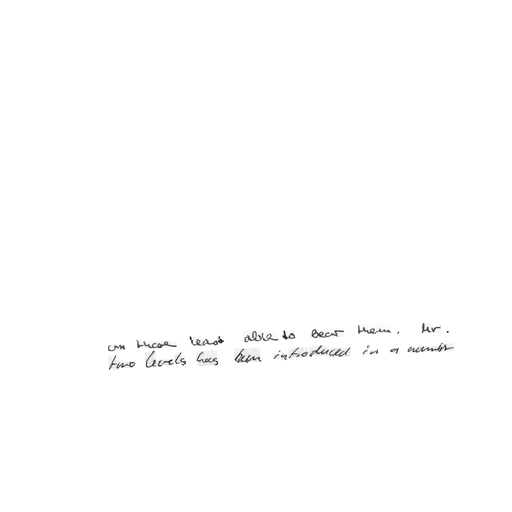 on those least able to bear them. Mr.
two levels has been introduced in a number